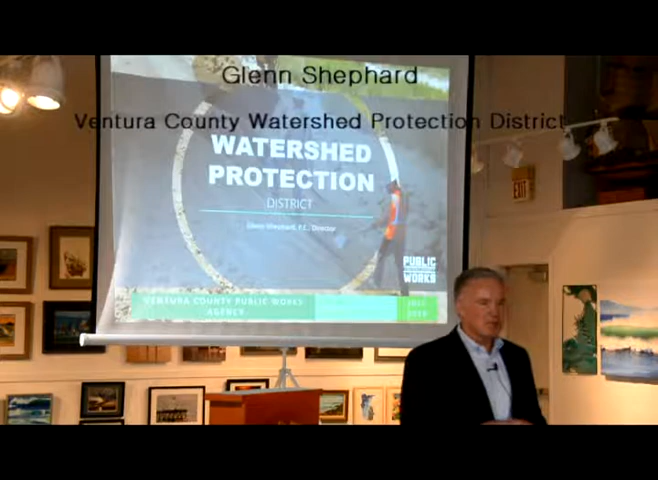 Glenn Shephard
Ventura County Watershed Protection District
WATERSHED
PROTECTION
DISTRICT
Glenn Shephard, P.E., Director
PUBLIC
WORKS
VENTURA COUNTY PUBLIC WORKS
AGENCY
EXIT